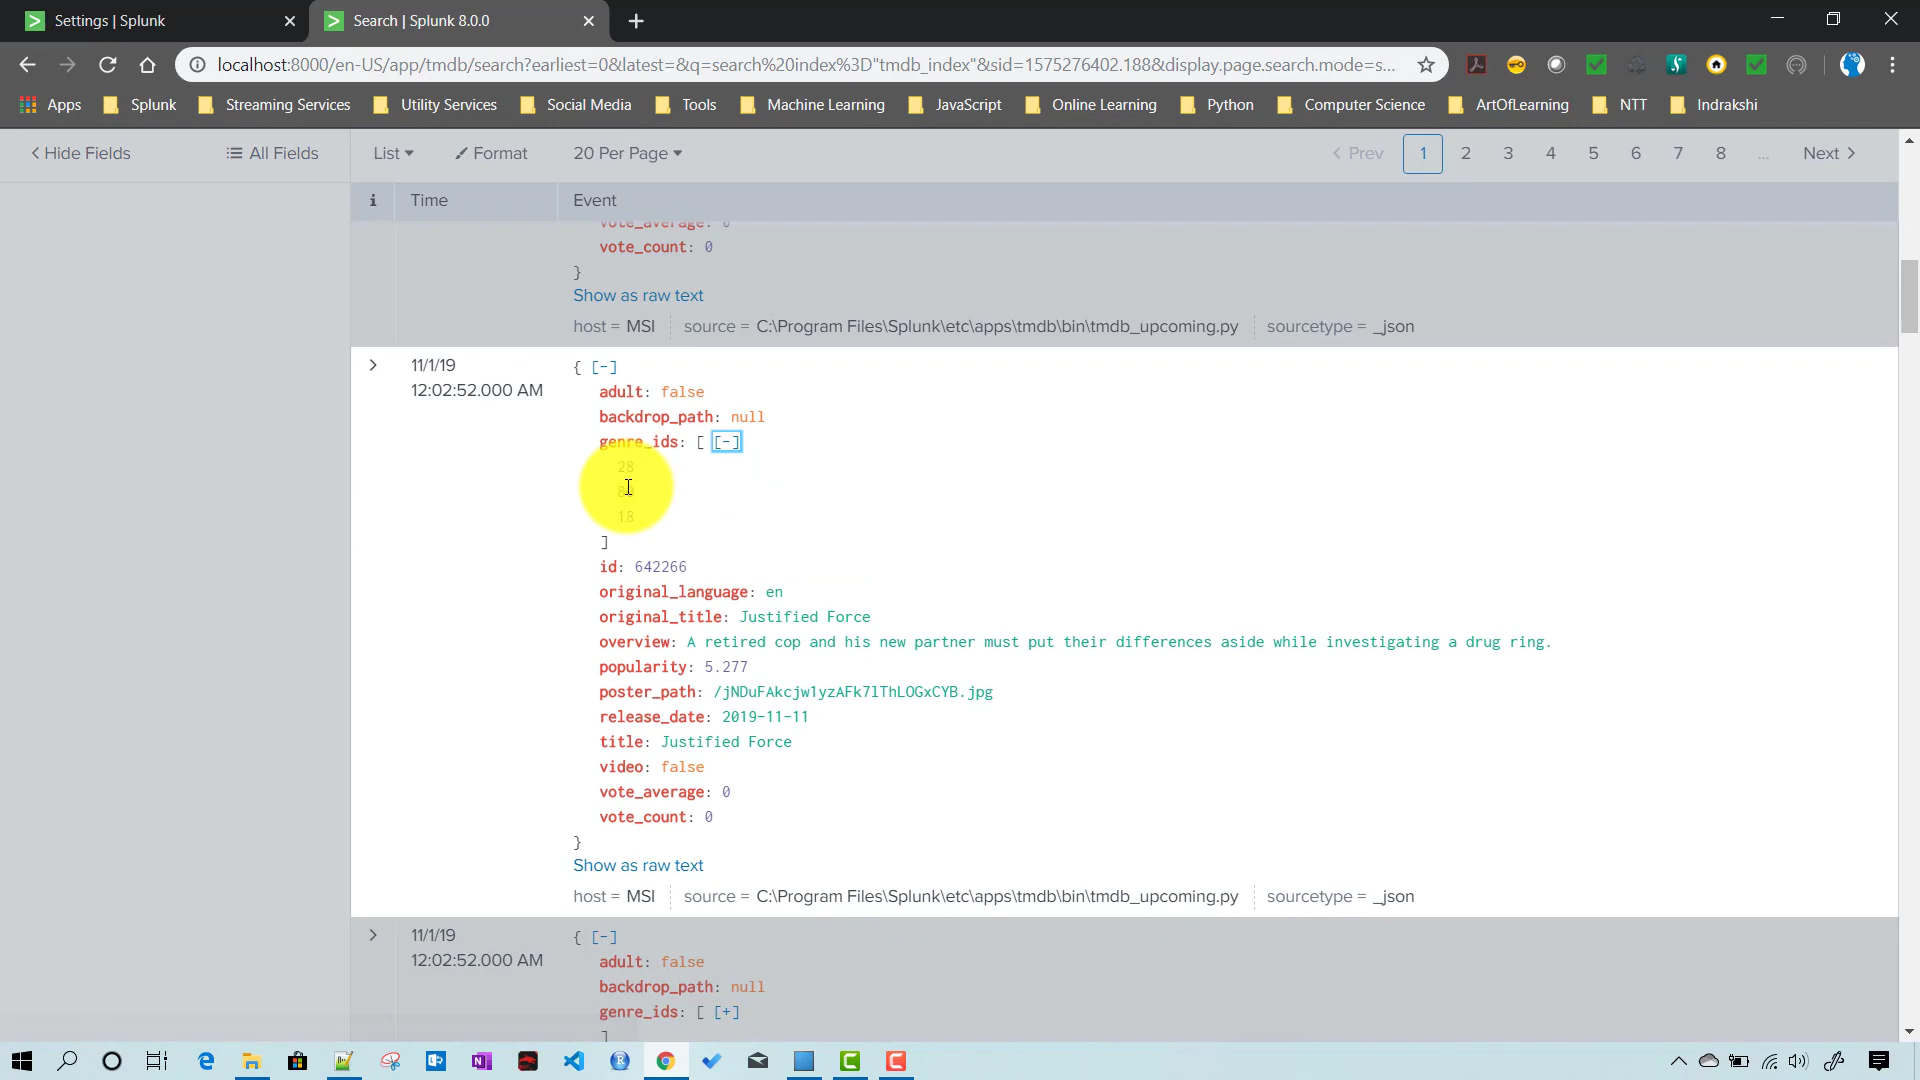 Settings | Splunk
Search | Splunk 8.0.0
localhost:8000/en-US/app/tmdb/search?earliest=0&latest=&q=search%20index%3D"tmdb_index"&sid=1575276402.188&display.page.search.mode=s...
Apps Splunk Streaming Services Utility Services Social Media Tools Machine Learning JavaScript Online Learning Python Computer Science ArtOfLearning NTT Indrakshi
Hide Fields All Fields List Format 20 Per Page Prev 1 2 3 4 5 6 7 8 ... Next
i Time Event
vote_average: 0
vote_count: 0
}
Show as raw text
host = MSI source = C:\Program Files\Splunk\etc\apps\tmdb\bin\tmdb_upcoming.py sourcetype = _json
11/1/19
12:02:52.000 AM
{ [-]
adult: false
backdrop_path: null
genre_ids: [ [-]
28
18
]
id: 642266
original_language: en
original_title: Justified Force
overview: A retired cop and his new partner must put their differences aside while investigating a drug ring.
popularity: 5.277
poster_path: /jNDuFAkcjw1yzAFk7lThLOGxCYB.jpg
release_date: 2019-11-11
title: Justified Force
video: false
vote_average: 0
vote_count: 0
}
Show as raw text
host = MSI source = C:\Program Files\Splunk\etc\apps\tmdb\bin\tmdb_upcoming.py sourcetype = _json
11/1/19
12:02:52.000 AM
{ [-]
adult: false
backdrop_path: null
genre_ids: [ [+]
]